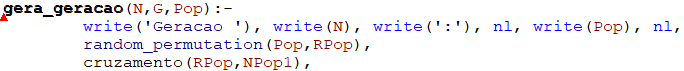 gera_geracao(N,G,Pop):-
write('Geracao '), write(N), write(':'), nl, write(Pop), nl,
random_permutation(Pop,RPop),
cruzamento(RPop,NPop1),